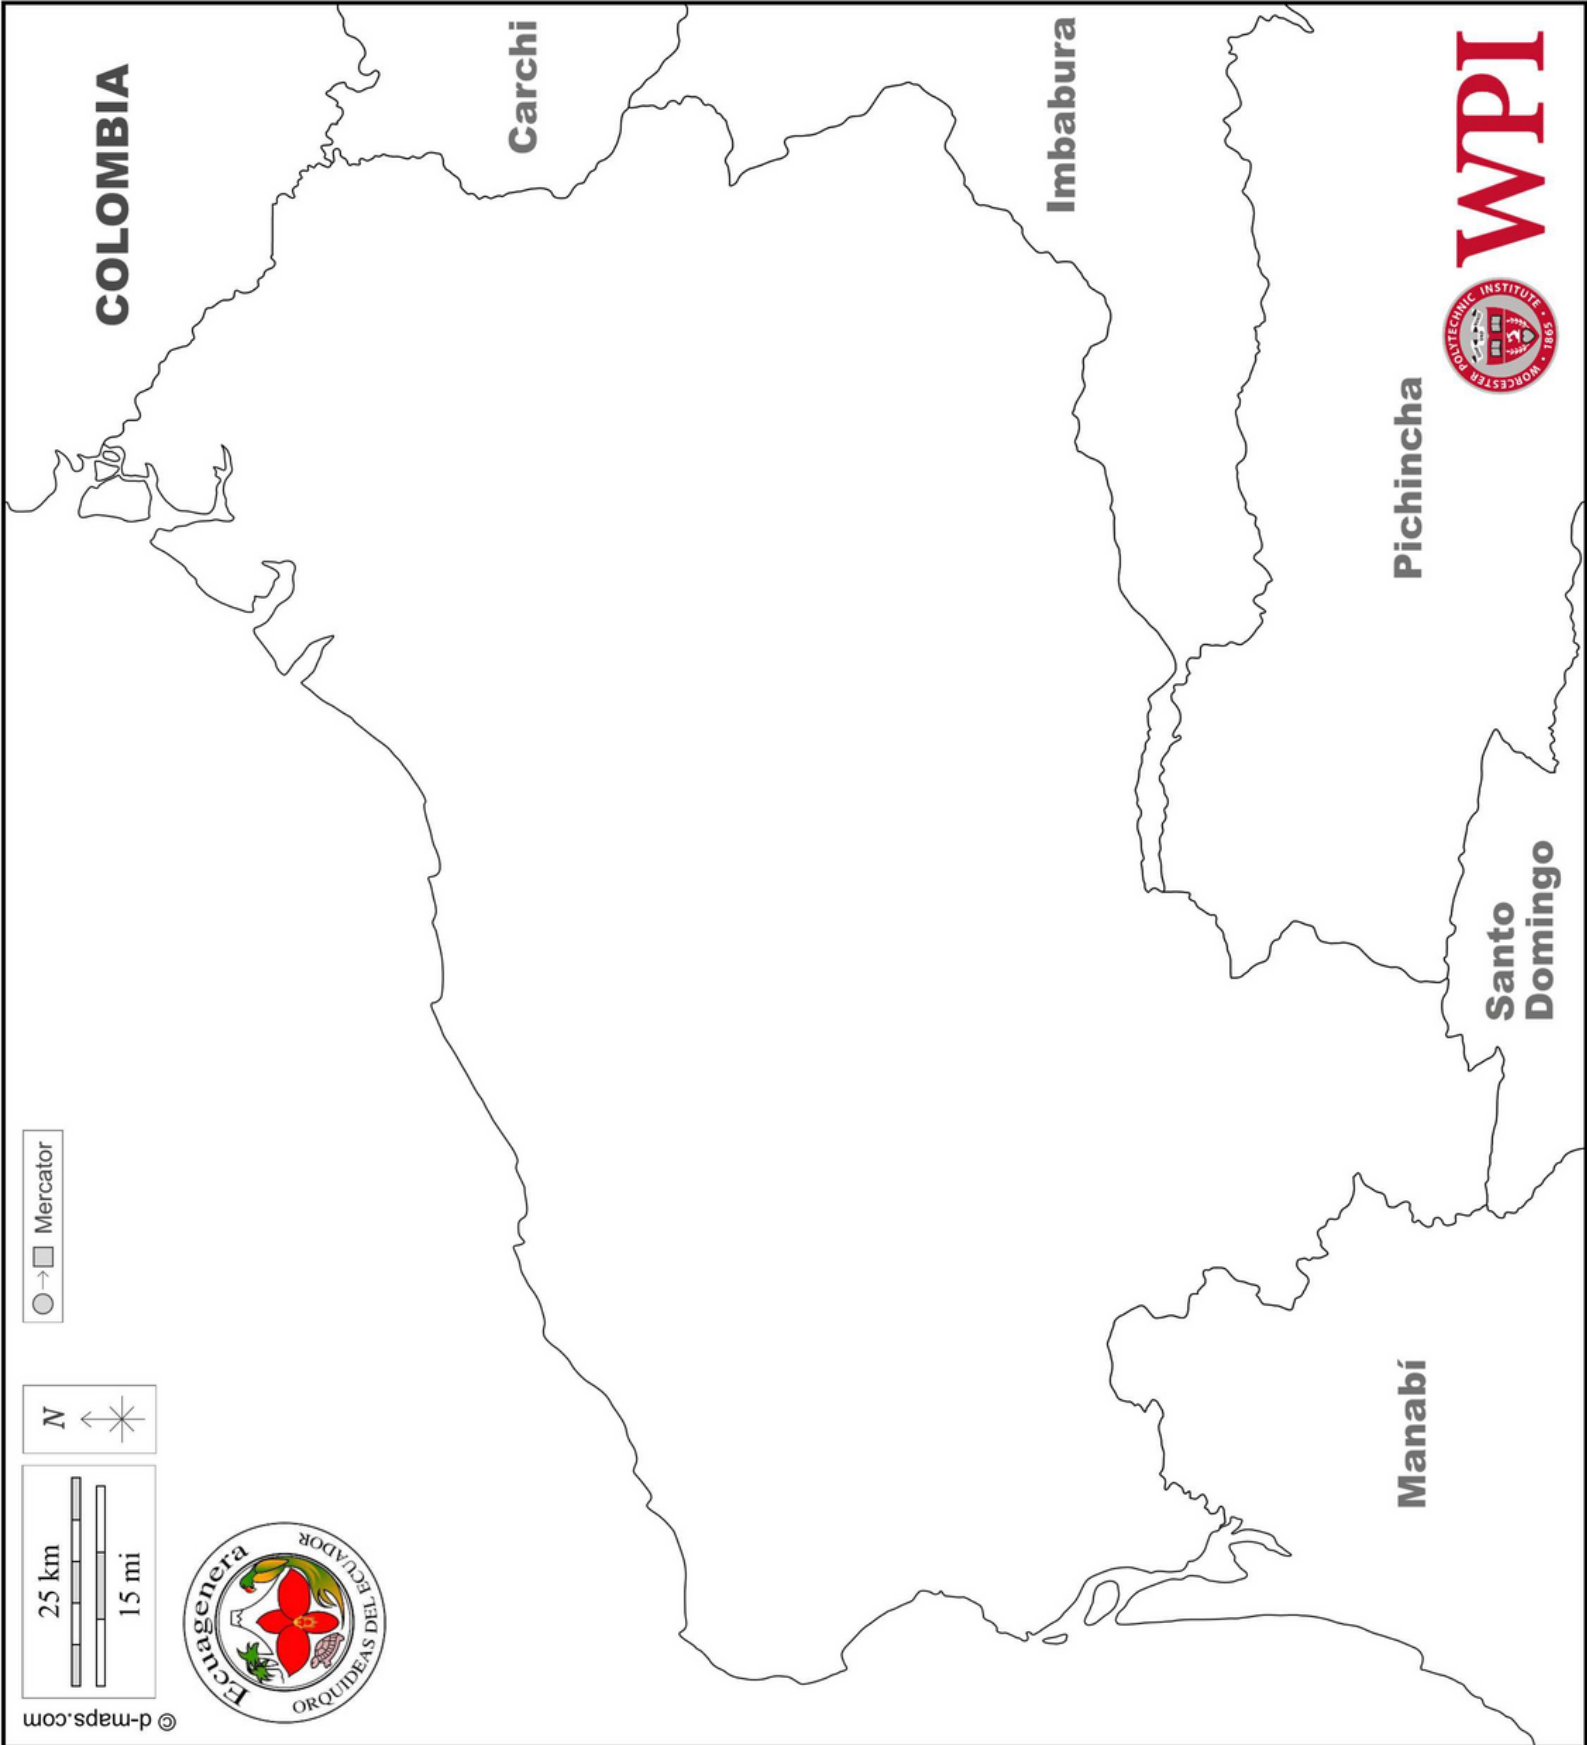 COLOMBIA
Carchi
Imbabura
WPI
WORCESTER POLYTECHNIC INSTITUTE · 1865 ·
Pichincha
Santo
Domingo
Manabí
Mercator
N
25 km
15 mi
Ecuagenera
ORQUIDEAS DEL ECUADOR
© d-maps.com